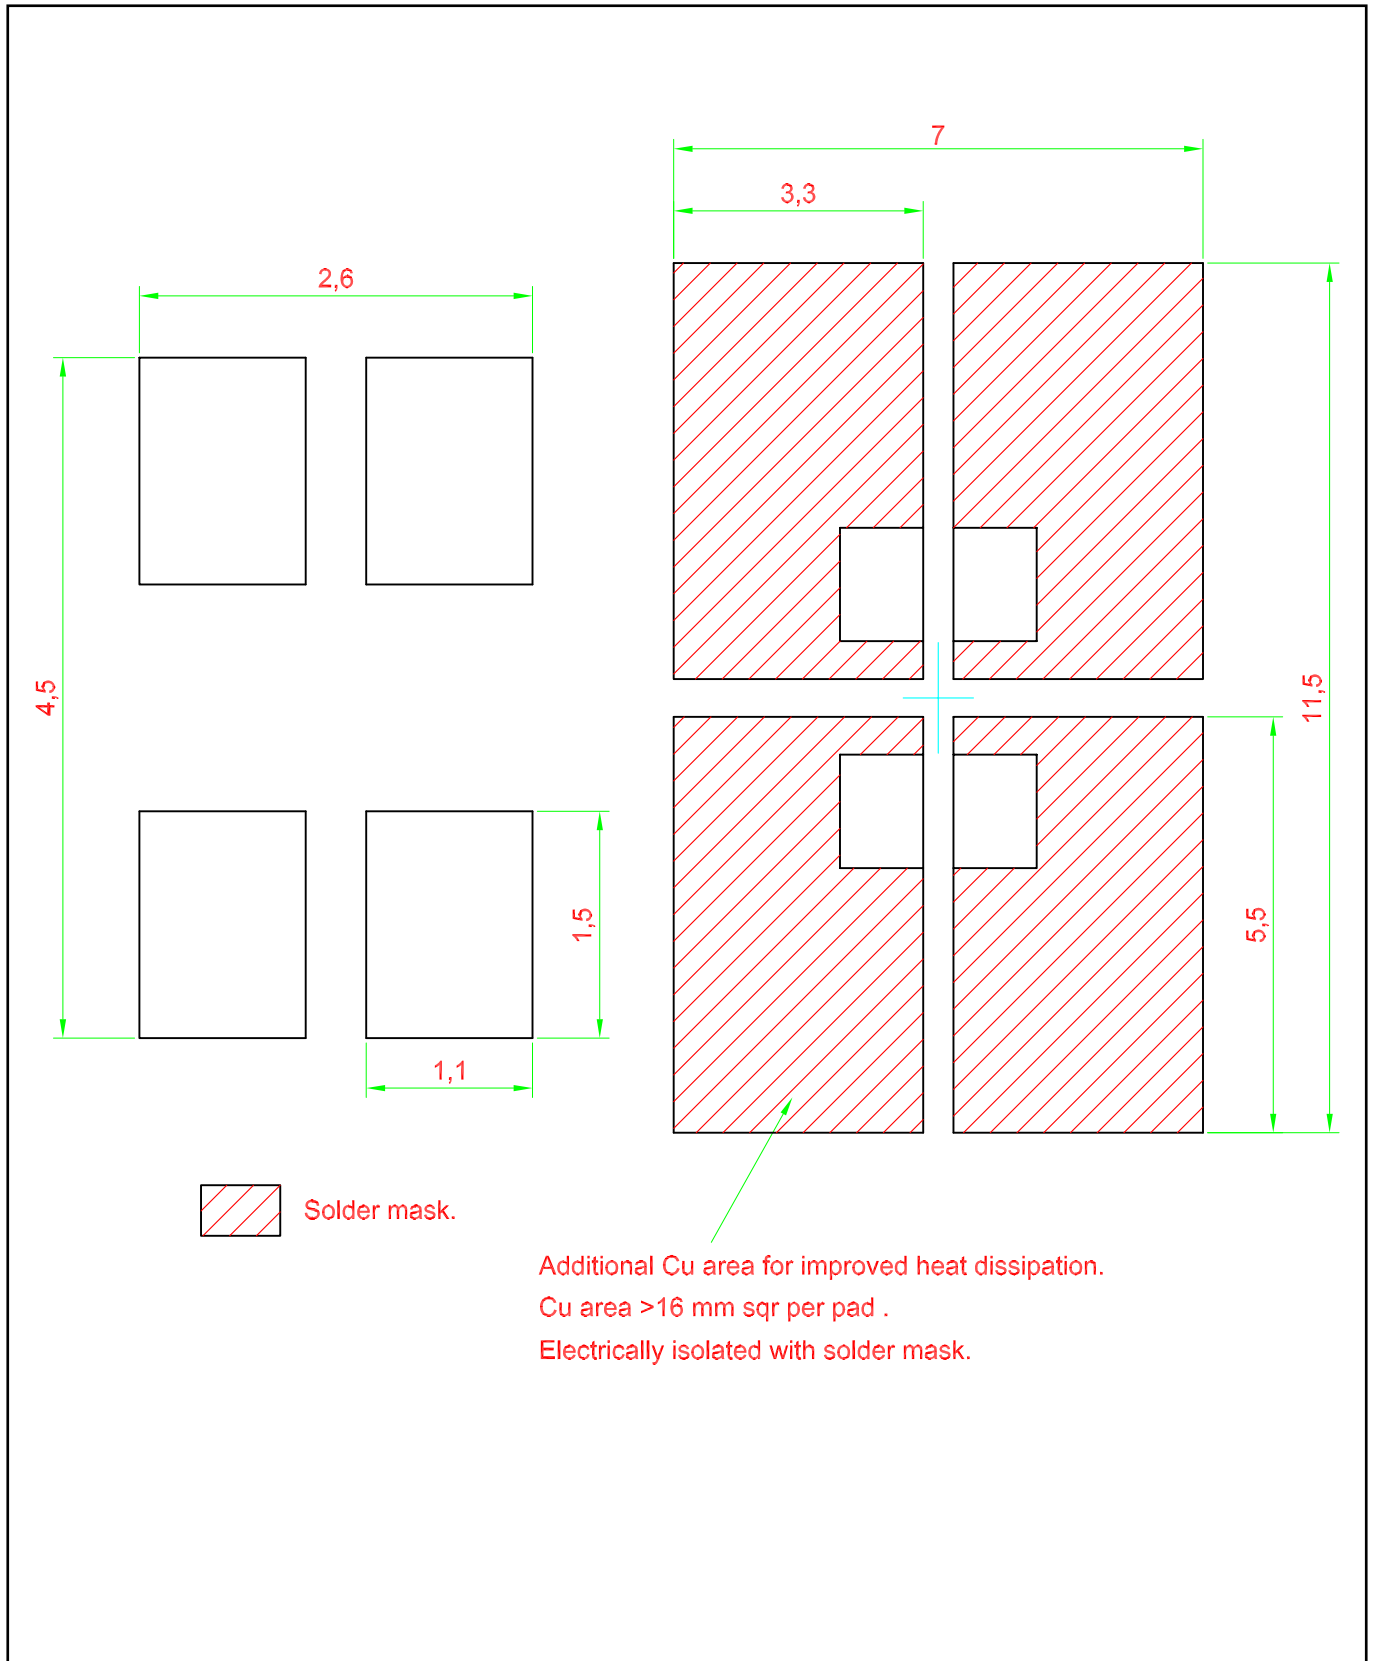 7
3,3
2,6
4,5
11,5
5,5
1,5
1,1
Solder mask.
Additional Cu area for improved heat dissipation.
Cu area >16 mm sqr per pad .
Electrically isolated with solder mask.